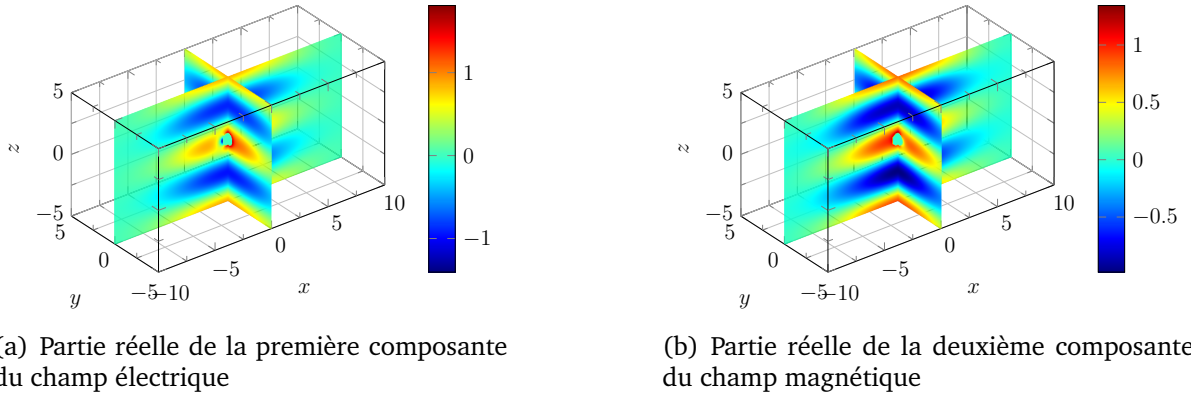 5
0
−5
z
5
0
−5
y
−10
−5
0
5
10
x
1
0
−1
5
0
−5
z
5
0
−5
y
−10
−5
0
5
10
x
1
0.5
0
−0.5
(a) Partie réelle de la première composante
du champ électrique
(b) Partie réelle de la deuxième composante
du champ magnétique